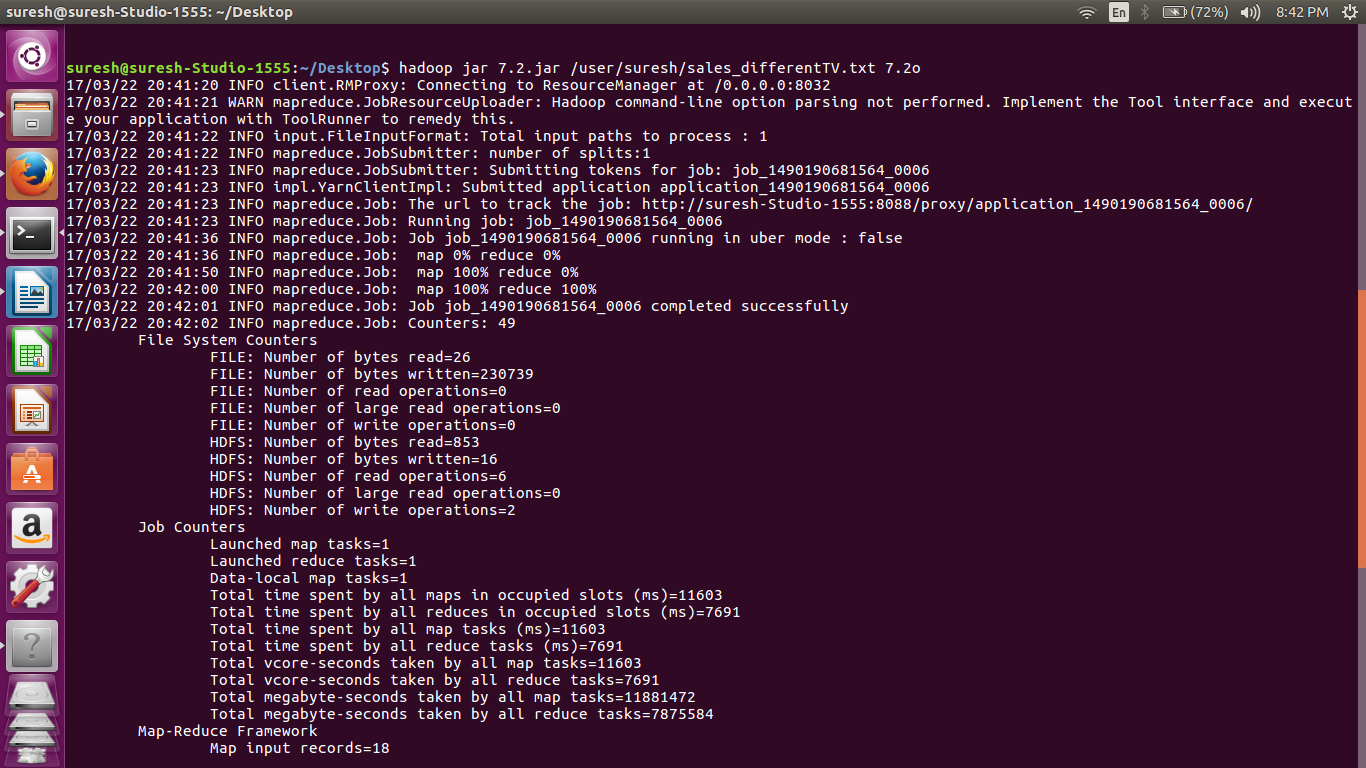 suresh@suresh-Studio-1555: ~/Desktop
En
(72%)
8:42 PM
suresh@suresh-Studio-1555:~/Desktop$ hadoop jar 7.2.jar /user/suresh/sales_differentTV.txt 7.2o
17/03/22 20:41:20 INFO client.RMProxy: Connecting to ResourceManager at /0.0.0.0:8032
17/03/22 20:41:21 WARN mapreduce.JobResourceUploader: Hadoop command-line option parsing not performed. Implement the Tool interface and execut
e your application with ToolRunner to remedy this.
17/03/22 20:41:22 INFO input.FileInputFormat: Total input paths to process : 1
17/03/22 20:41:22 INFO mapreduce.JobSubmitter: number of splits:1
17/03/22 20:41:23 INFO mapreduce.JobSubmitter: Submitting tokens for job: job_1490190681564_0006
17/03/22 20:41:23 INFO impl.YarnClientImpl: Submitted application application_1490190681564_0006
17/03/22 20:41:23 INFO mapreduce.Job: The url to track the job: http://suresh-Studio-1555:8088/proxy/application_1490190681564_0006/
17/03/22 20:41:23 INFO mapreduce.Job: Running job: job_1490190681564_0006
17/03/22 20:41:36 INFO mapreduce.Job: Job job_1490190681564_0006 running in uber mode : false
17/03/22 20:41:36 INFO mapreduce.Job:  map 0% reduce 0%
17/03/22 20:41:50 INFO mapreduce.Job:  map 100% reduce 0%
17/03/22 20:42:00 INFO mapreduce.Job:  map 100% reduce 100%
17/03/22 20:42:01 INFO mapreduce.Job: Job job_1490190681564_0006 completed successfully
17/03/22 20:42:02 INFO mapreduce.Job: Counters: 49
File System Counters
FILE: Number of bytes read=26
FILE: Number of bytes written=230739
FILE: Number of read operations=0
FILE: Number of large read operations=0
FILE: Number of write operations=0
HDFS: Number of bytes read=853
HDFS: Number of bytes written=16
HDFS: Number of read operations=6
HDFS: Number of large read operations=0
HDFS: Number of write operations=2
Job Counters
Launched map tasks=1
Launched reduce tasks=1
Data-local map tasks=1
Total time spent by all maps in occupied slots (ms)=11603
Total time spent by all reduces in occupied slots (ms)=7691
Total time spent by all map tasks (ms)=11603
Total time spent by all reduce tasks (ms)=7691
Total vcore-seconds taken by all map tasks=11603
Total vcore-seconds taken by all reduce tasks=7691
Total megabyte-seconds taken by all map tasks=11881472
Total megabyte-seconds taken by all reduce tasks=7875584
Map-Reduce Framework
Map input records=18